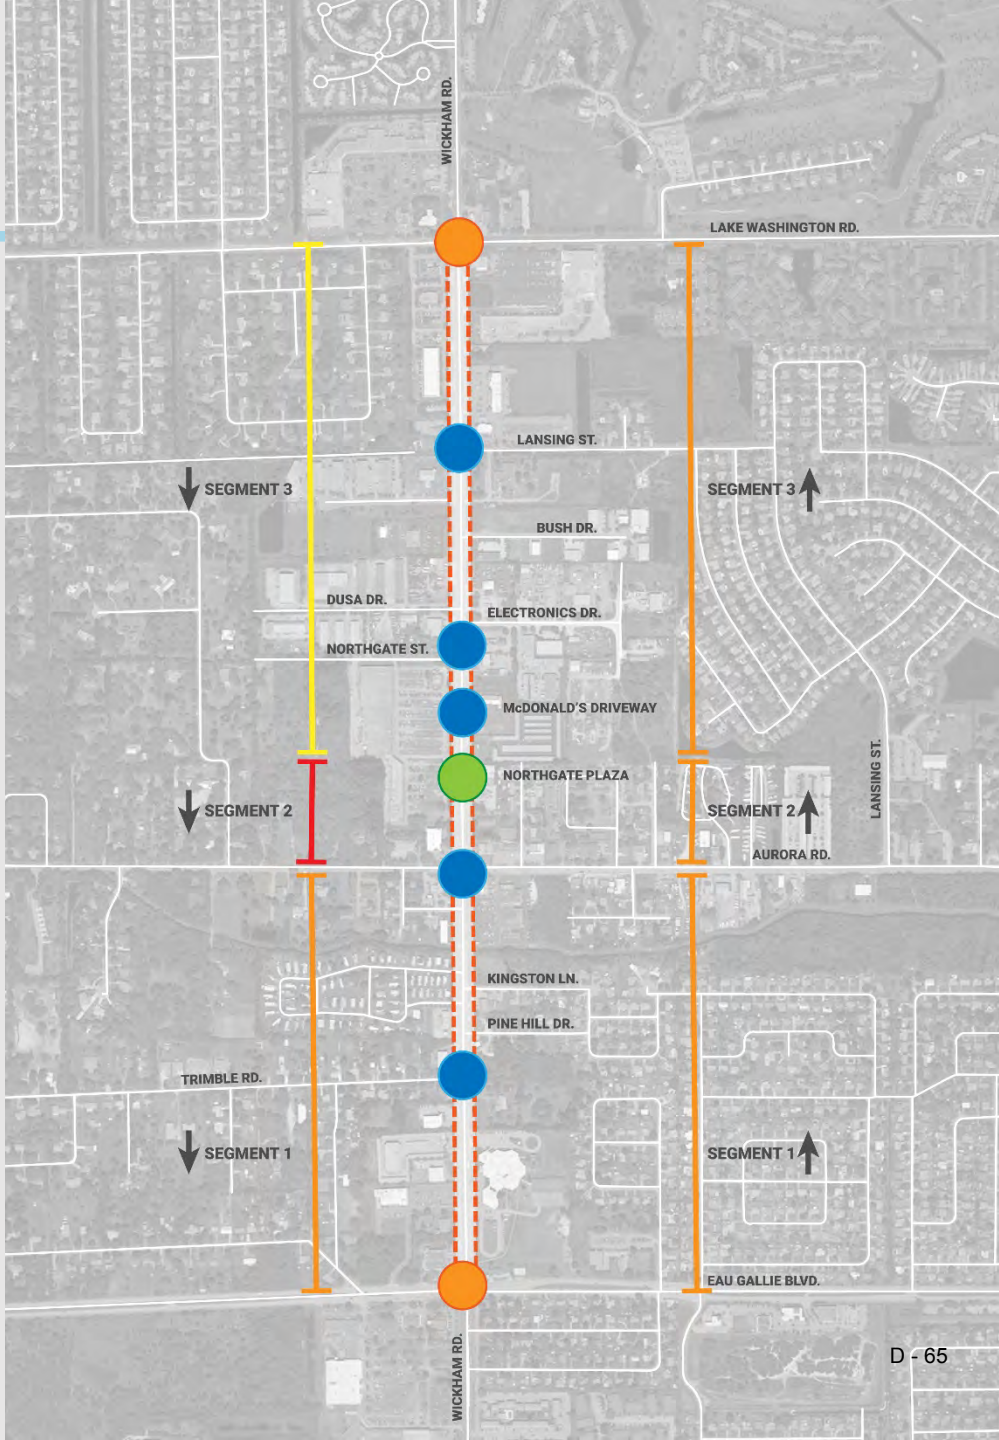 WICKHAM RD.
LAKE WASHINGTON RD.
LANSING ST.
SEGMENT 3
SEGMENT 3
BUSH DR.
DUSA DR.
ELECTRONICS DR.
NORTHGATE ST.
McDONALD'S DRIVEWAY
LANSING ST.
NORTHGATE PLAZA
SEGMENT 2
SEGMENT 2
AURORA RD.
KINGSTON LN.
PINE HILL DR.
TRIMBLE RD.
SEGMENT 1
SEGMENT 1
EAU GALLIE BLVD.
WICKHAM RD.
D - 65